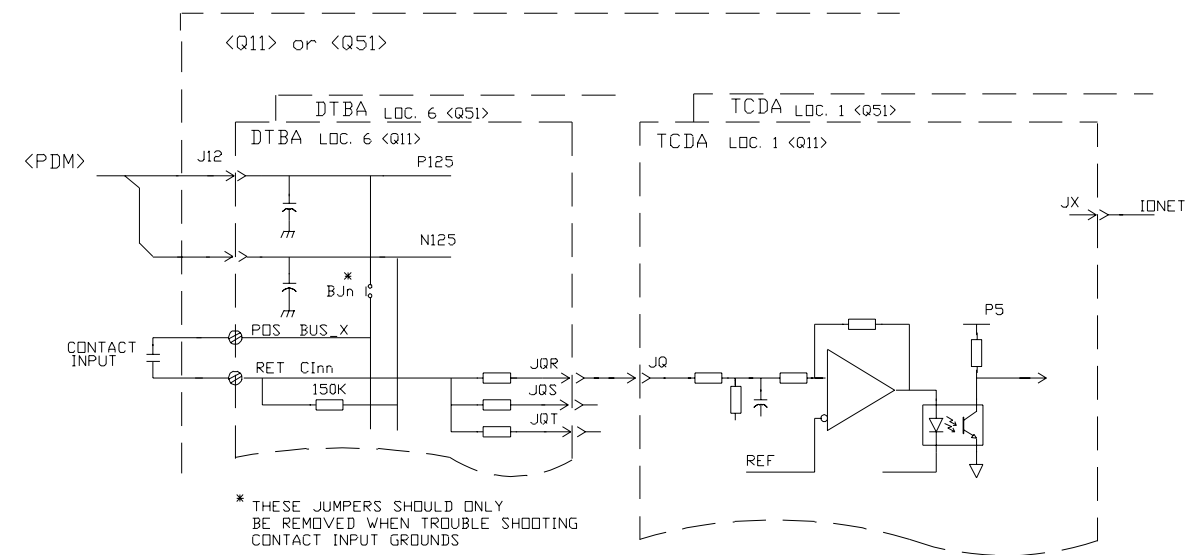 <Q11> or <Q51>
DTBA LOC. 6 <Q51>
TCDA LOC. 1 <Q51>
DTBA LOC. 6 <Q11>
TCDA LOC. 1 <Q11>
<PDM>
J12
P125
JX
IONET
N125
*
BJn
P5
POS BUS_X
CONTACT
INPUT
RET CInn
JQR
JQ
150K
JQS
JQT
REF
* THESE JUMPERS SHOULD ONLY
BE REMOVED WHEN TROUBLE SHOOTING
CONTACT INPUT GROUNDS